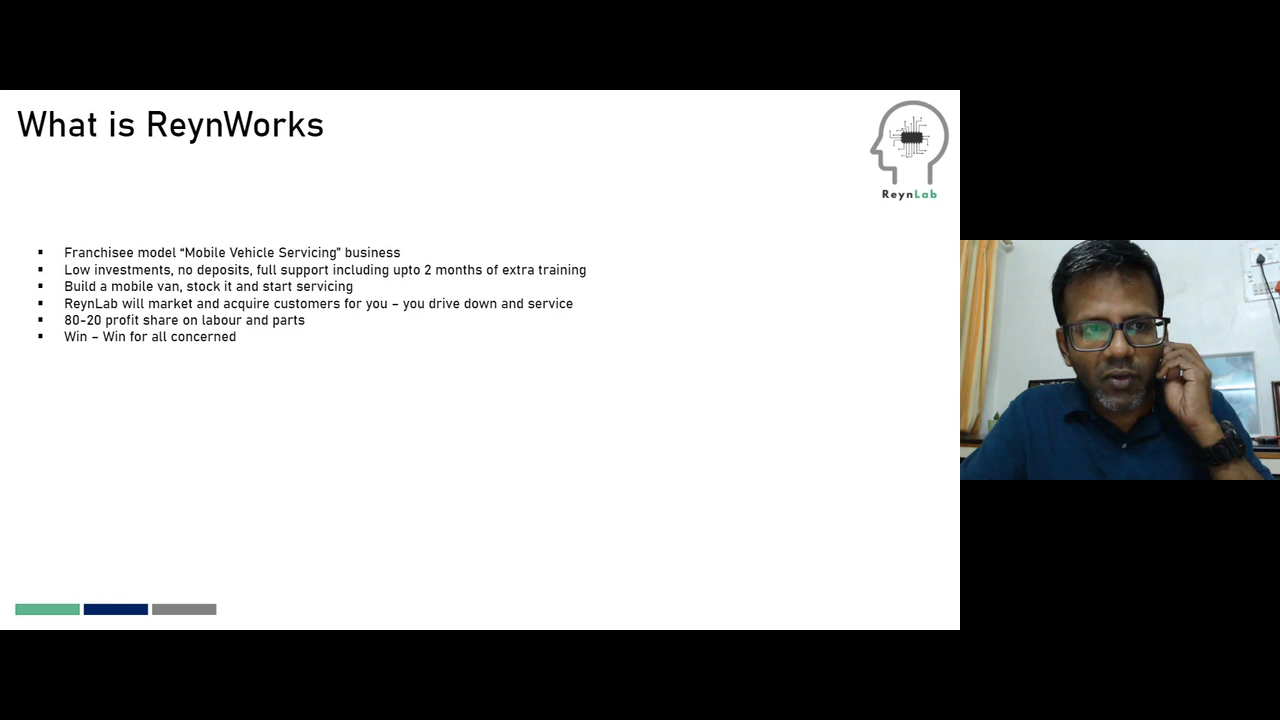 What is ReynWorks
ReynLab
Franchisee model “Mobile Vehicle Servicing” business
Low investments, no deposits, full support including upto 2 months of extra training
Build a mobile van, stock it and start servicing
ReynLab will market and acquire customers for you – you drive down and service
80-20 profit share on labour and parts
Win – Win for all concerned